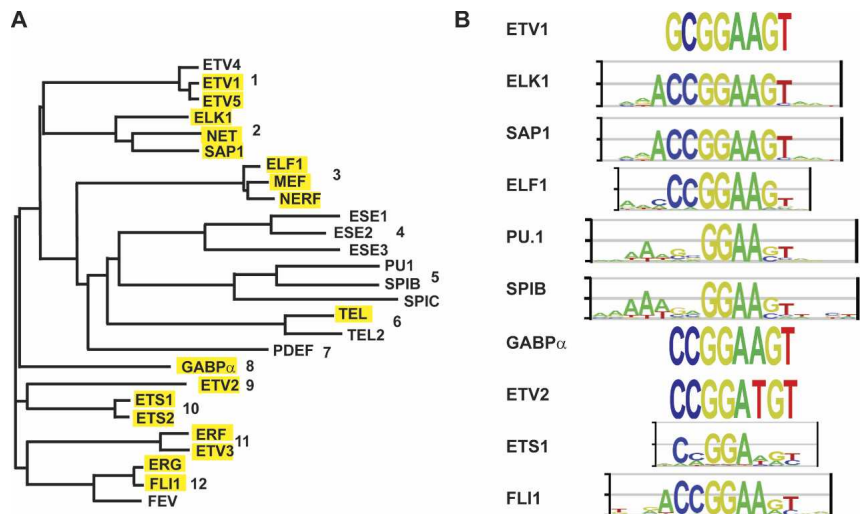 A
ETV4
ETV1
1
ETV5
ELK1
NET
2
SAP1
ELF1
MEF
3
NERF
ESE1
ESE2
4
ESE3
PU1
SPIB
5
SPIC
TEL
6
TEL2
PDEF 7
GABPα 8
ETV2 9
ETS1
10
ETS2
ERF
11
ETV3
ERG
FLI1 12
FEV
B
ETV1
GCGGAAGT
ELK1
ACCGGAAGT
SAP1
ACCGGAAGT
ELF1
CCCGGAAGT
PU.1
GGAAGT
SPIB
GGAAGT
GABPα
CCGGAAGT
ETV2
CCGGATGT
ETS1
CCGGAAGT
FLI1
ACCGGAAGT